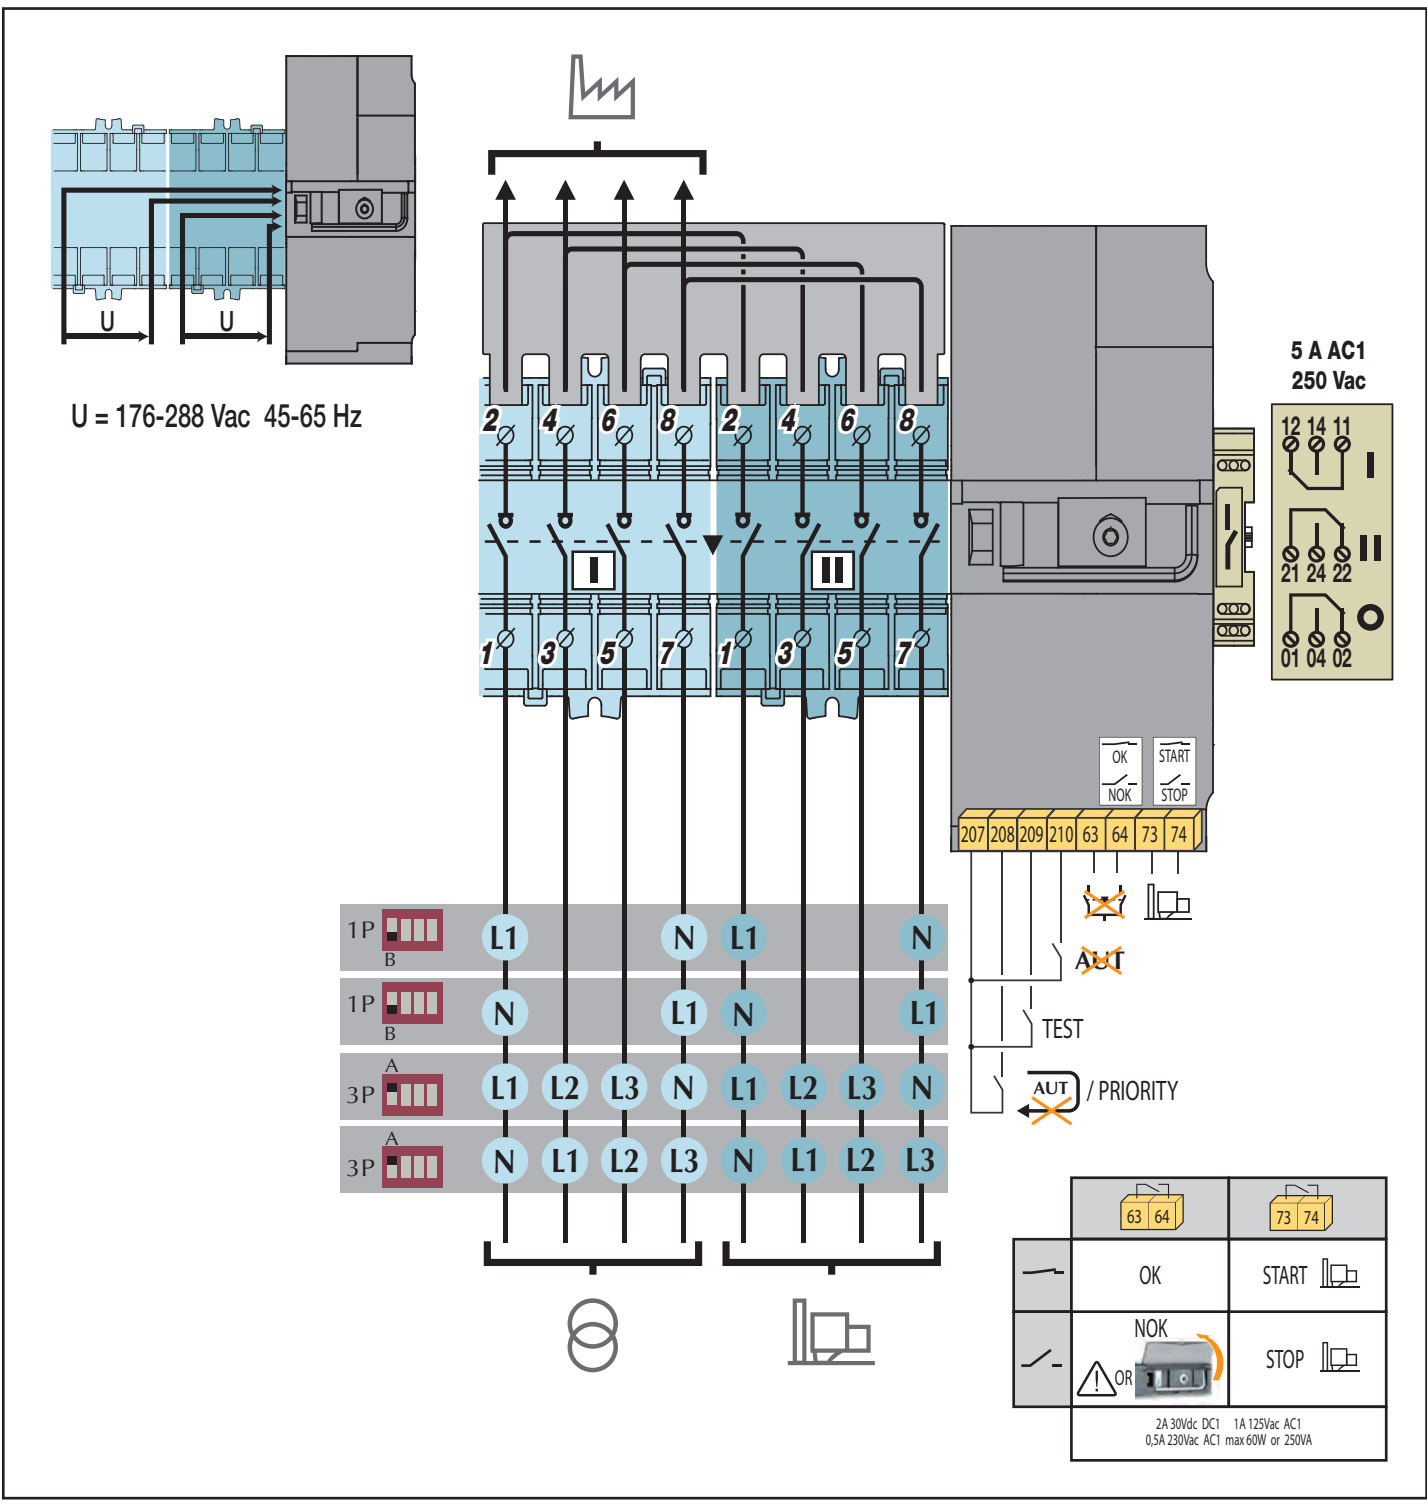 U U
U = 176-288 Vac 45-65 Hz
5 A AC1
250 Vac
2 4 6 8 2 4 6 8
12 14 11
I
I II
21 24 22
II
1 3 5 7 1 3 5 7
01 04 02
O
OK START
NOK STOP
207 208 209 210 63 64 73 74
1P B L1 N L1 N
AUT
1P B N L1 N L1
TEST
3P A L1 L2 L3 N L1 L2 L3 N
AUT / PRIORITY
3P A N L1 L2 L3 N L1 L2 L3
63 64 73 74
OK START
NOK
! OR STOP
2A 30Vdc DC1 1A 125Vac AC1
0,5A 230Vac AC1 max 60W or 250VA